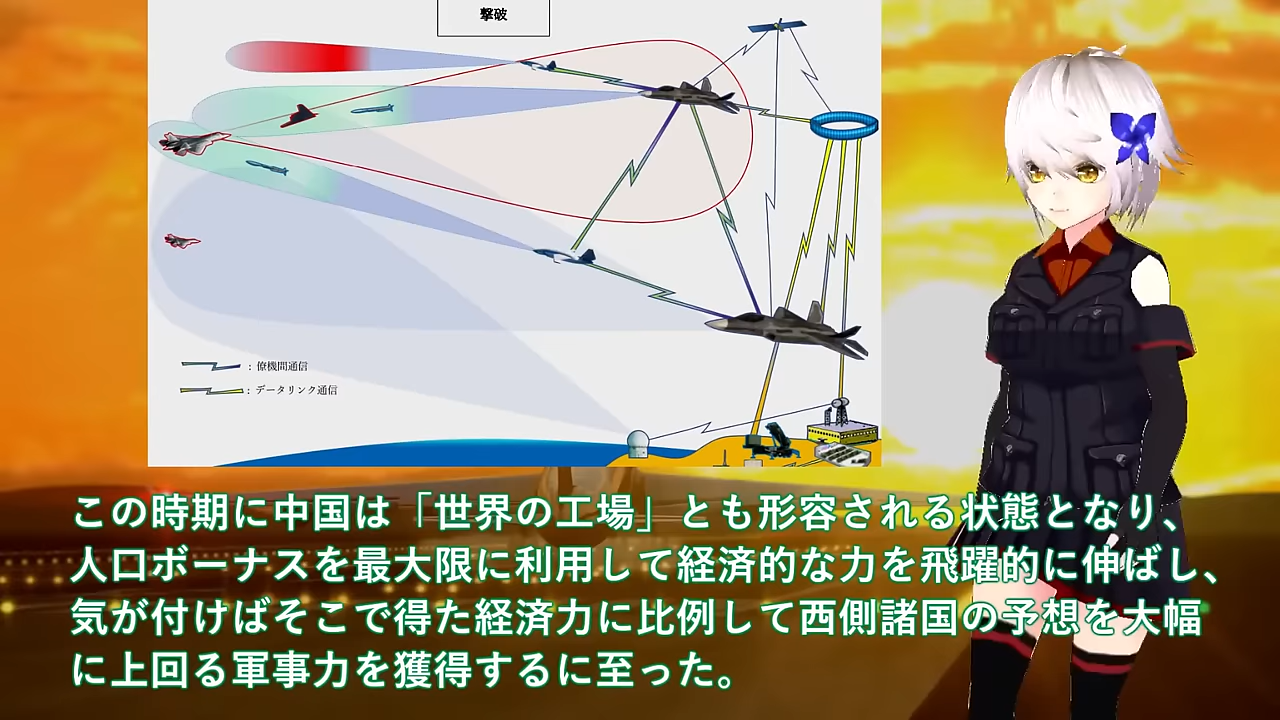 撃破
：僚機間通信
：データリンク通信
この時期に中国は「世界の工場」とも形容される状態となり、
人口ボーナスを最大限に利用して経済的な力を飛躍的に伸ばし、
気が付けばそこで得た経済力に比例して西側諸国の予想を大幅
に上回る軍事力を獲得するに至った。